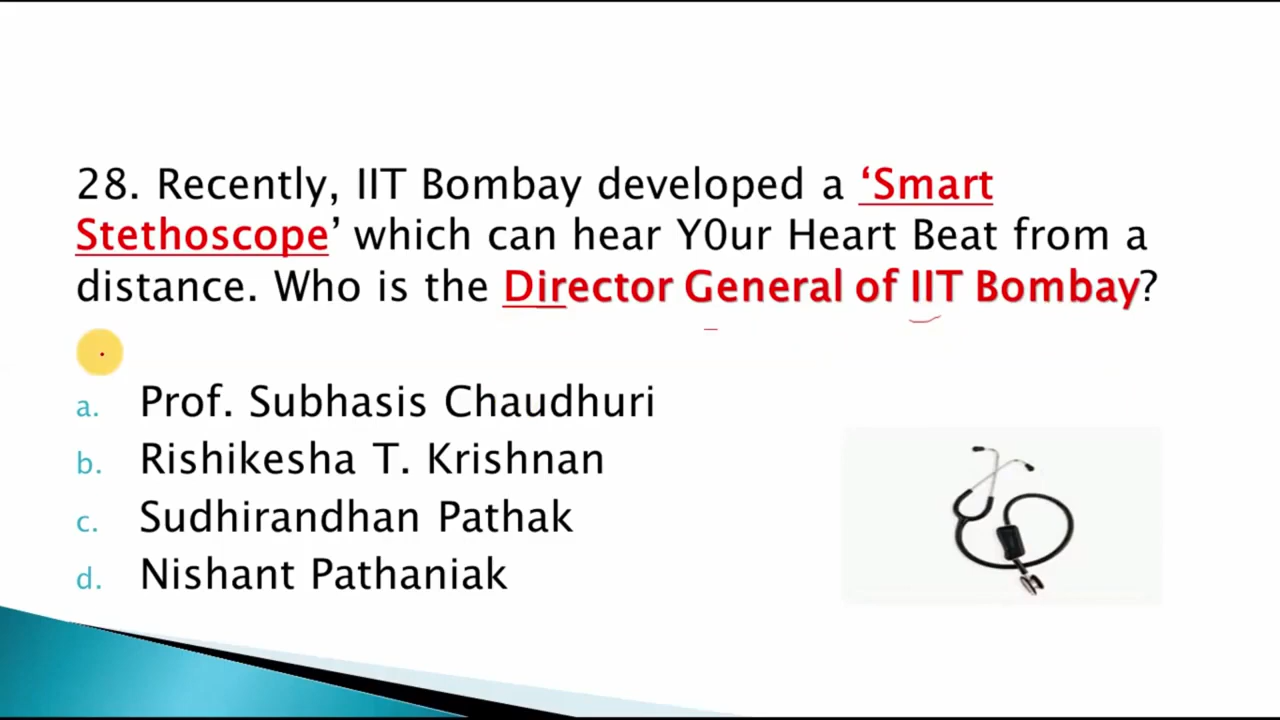 28. Recently, IIT Bombay developed a ‘Smart
Stethoscope’ which can hear Y0ur Heart Beat from a
distance. Who is the Director General of IIT Bombay?
a. Prof. Subhasis Chaudhuri
b. Rishikesha T. Krishnan
c. Sudhirandhan Pathak
d. Nishant Pathaniak